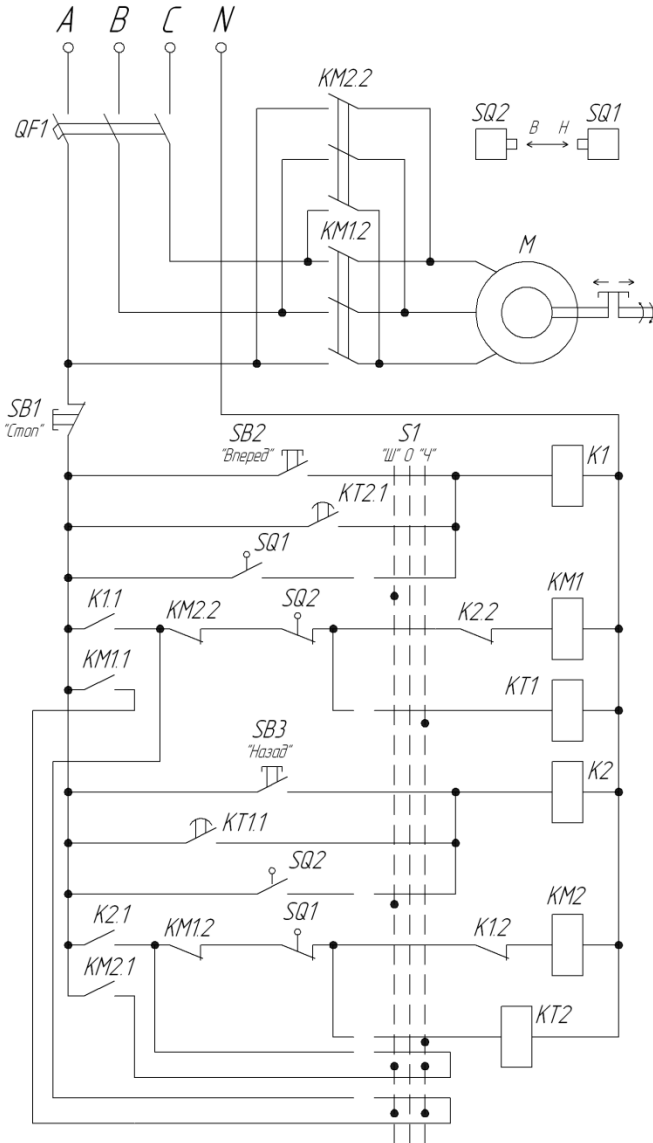 A B C N
KM2.2
QF1
SQ2 SQ1
В Н
KM1.2
M
SB1
"Стоп"
SB2 S1
"Вперед" "Ш" 0 "Ч"
K1
KT2.1
SQ1
K1.1 KM2.2 SQ2 K2.2 KM1
KM1.1
KT1
SB3
"Назад"
K2
KT1.1
SQ2
K2.1 KM1.2 SQ1 K1.2 KM2
KM2.1
KT2